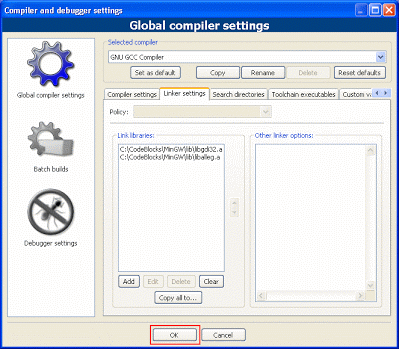 Compiler and debugger settings
Global compiler settings
Global compiler settings
Batch builds
Debugger settings
Selected compiler
GNU GCC Compiler
Set as default
Copy
Rename
Delete
Reset defaults
Compiler settings
Linker settings
Search directories
Toolchain executables
Custom
Policy:
Link libraries:
C:\CodeBlocks\MinGW\lib\libgdi32.a
C:\CodeBlocks\MinGW\lib\liballeg.a
Add
Edit
Delete
Clear
Copy all to...
Other linker options:
OK
Cancel